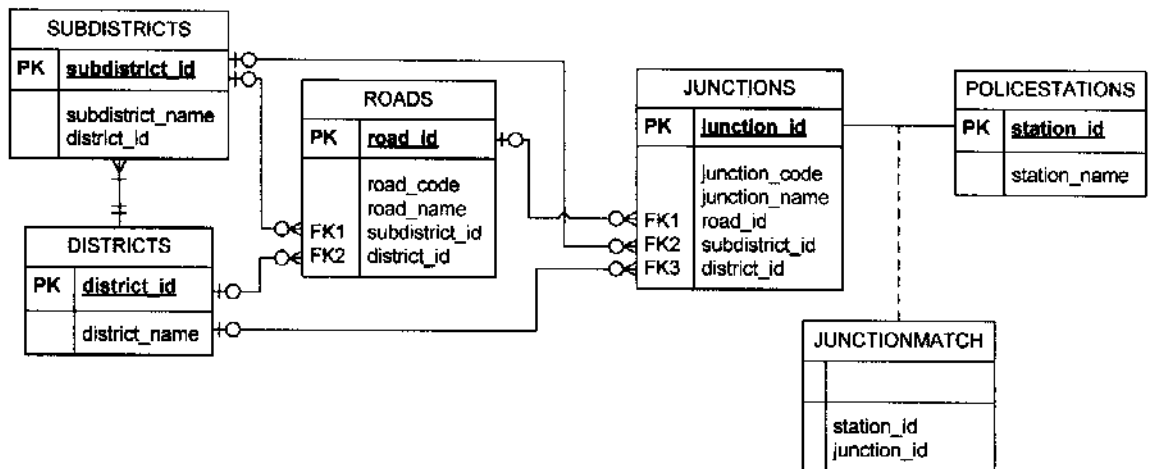 SUBDISTRICTS
PK subdistrict_id
subdistrict_name
district_id
ROADS
PK road_id
road_code
road_name
FK1 subdistrict_id
FK2 district_id
DISTRICTS
PK district_id
district_name
JUNCTIONS
PK junction_id
junction_code
junction_name
FK1 road_id
FK2 subdistrict_id
FK3 district_id
POLICESTATIONS
PK station_id
station_name
JUNCTIONMATCH
station_id
junction_id